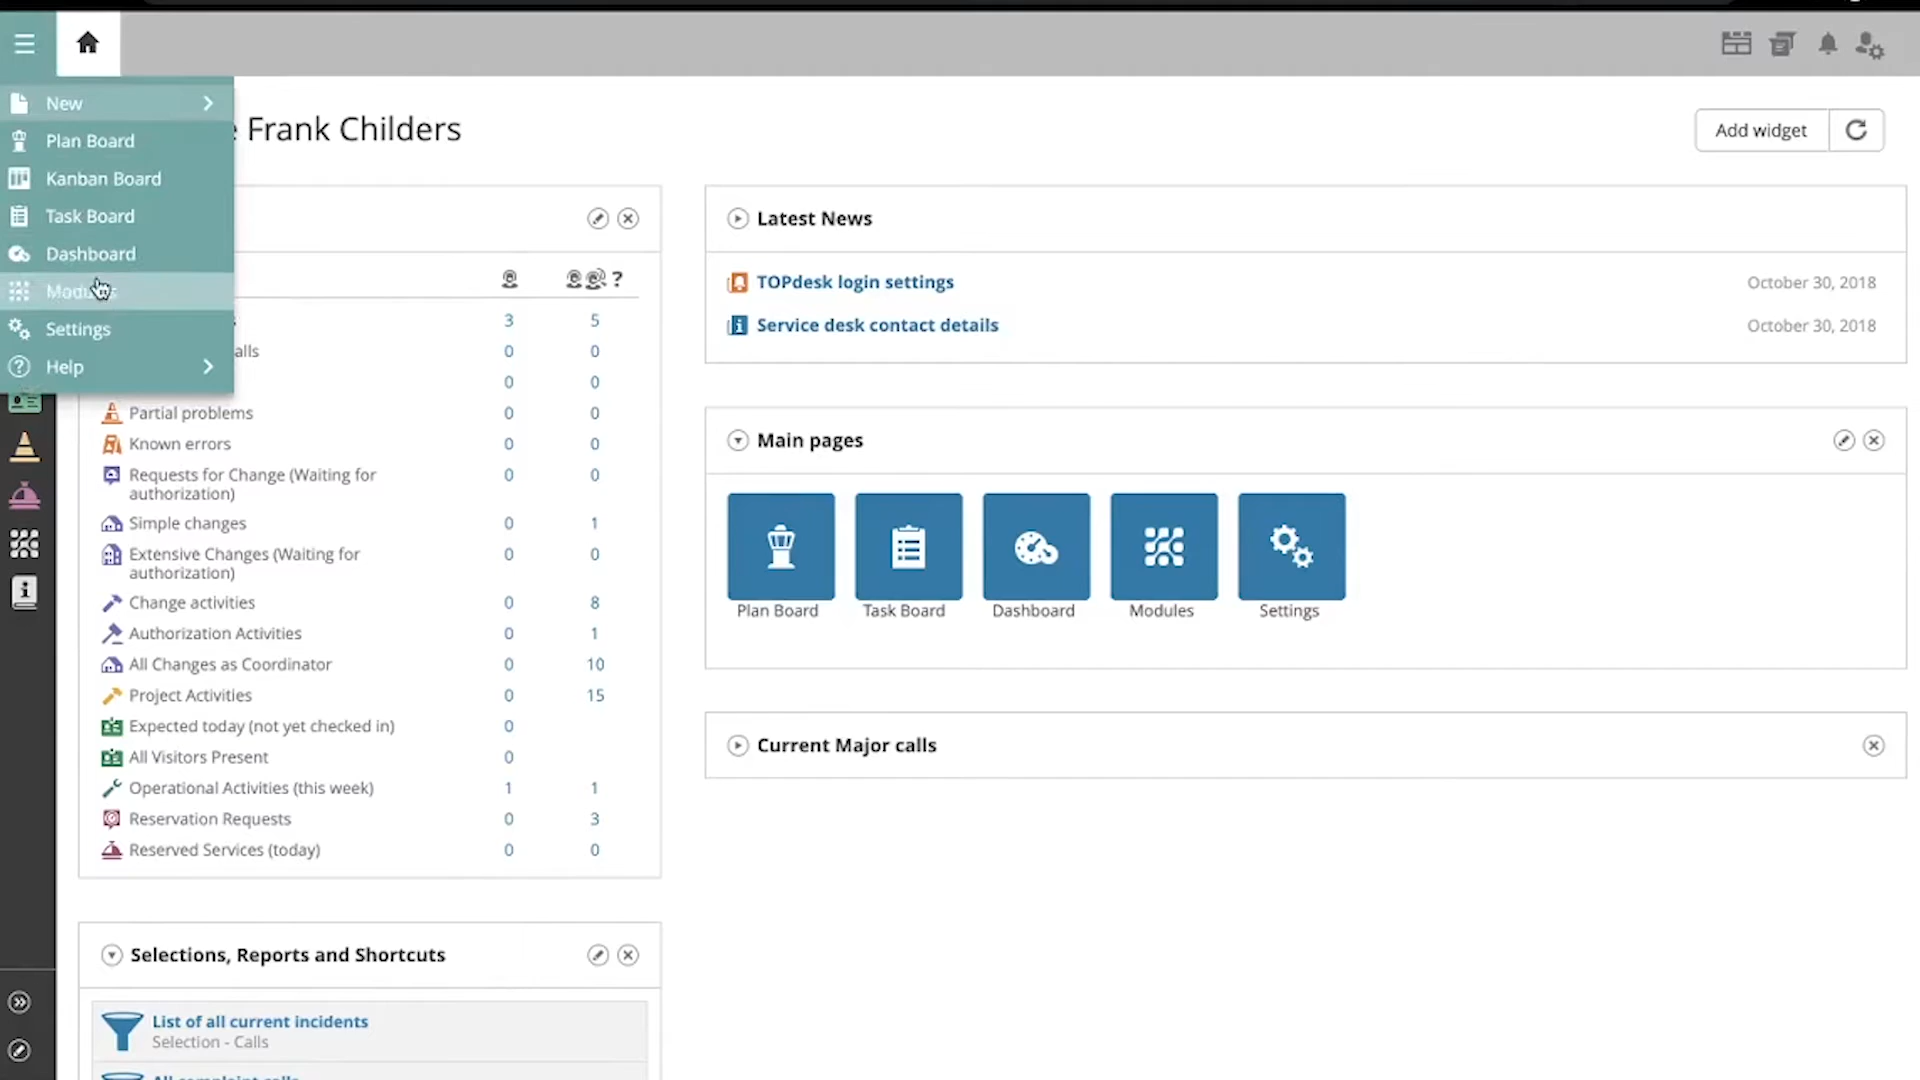 New
Plan Board
Kanban Board
Task Board
Dashboard
Settings
Help
Frank Childers
Add widget
3 5
alls 0 0
0 0
Partial problems 0 0
Known errors 0 0
Requests for Change (Waiting for 0 0
authorization)
Simple changes 0 1
Extensive Changes (Waiting for 0 0
authorization)
Change activities 0 8
Authorization Activities 0 1
All Changes as Coordinator 0 10
Project Activities 0 15
Expected today (not yet checked in) 0
All Visitors Present 0
Operational Activities (this week) 1 1
Reservation Requests 0 3
Reserved Services (today) 0 0
Selections, Reports and Shortcuts
List of all current incidents
Selection - Calls
Latest News
TOPdesk login settings October 30, 2018
Service desk contact details October 30, 2018
Main pages
Plan Board Task Board Dashboard Modules Settings
Current Major calls